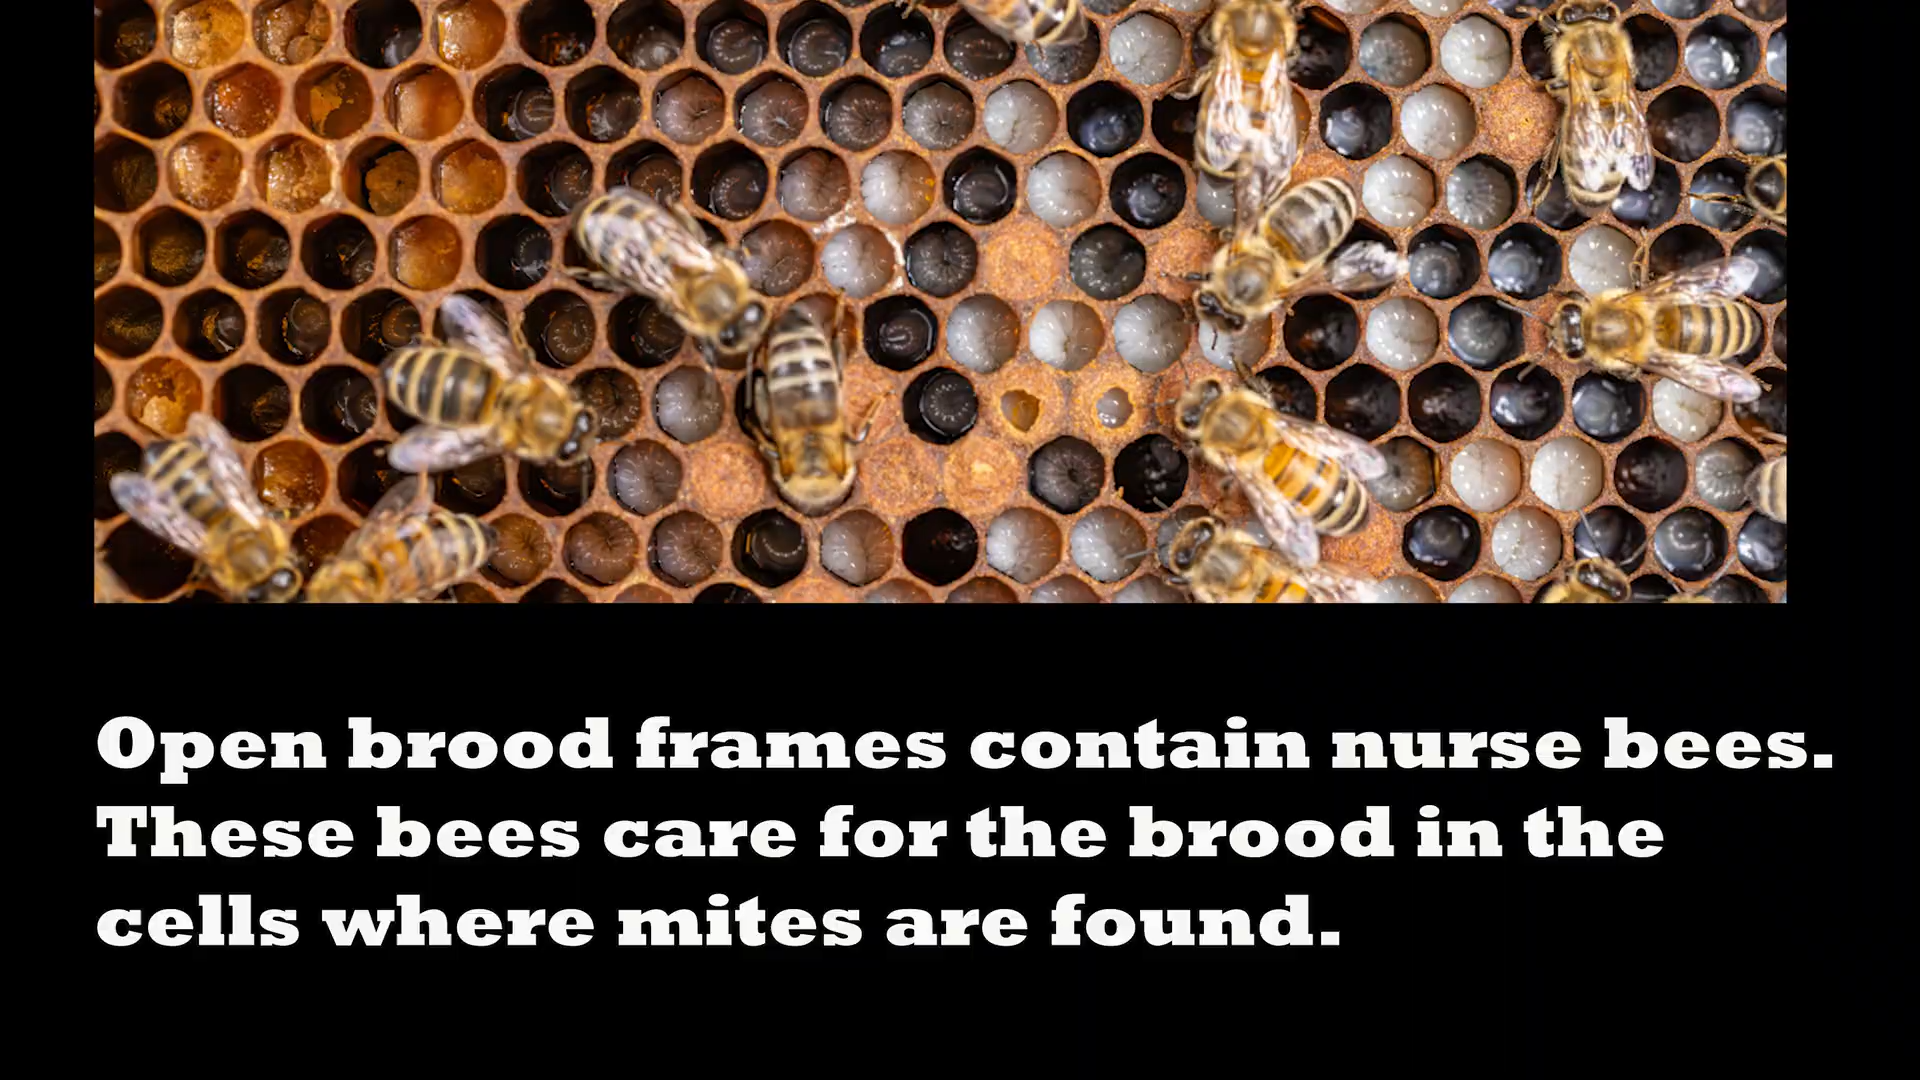 Open brood frames contain nurse bees.
These bees care for the brood in the
cells where mites are found.